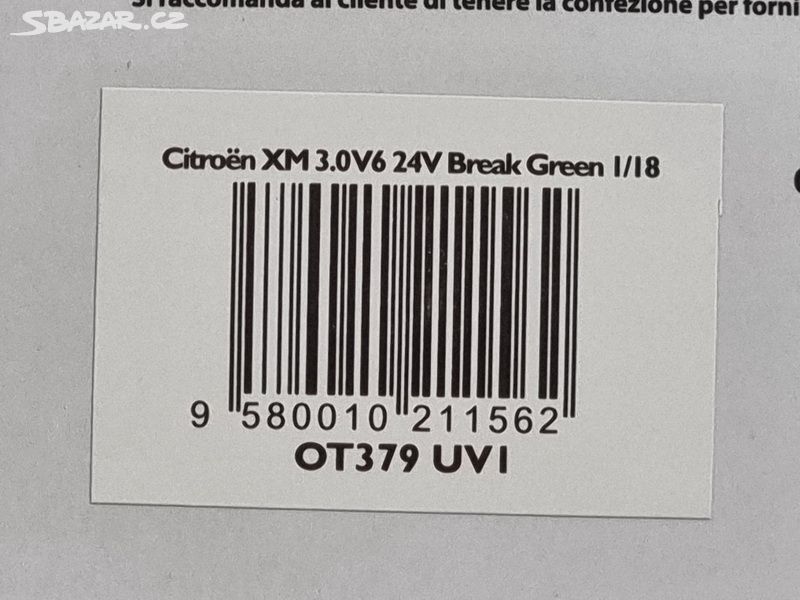 SBAZAR.CZ
Si raccomanda al cliente di tenere la confezione per forni
Citroën XM 3.0V6 24V Break Green 1/18
9 580010 211562
OT379 UV1